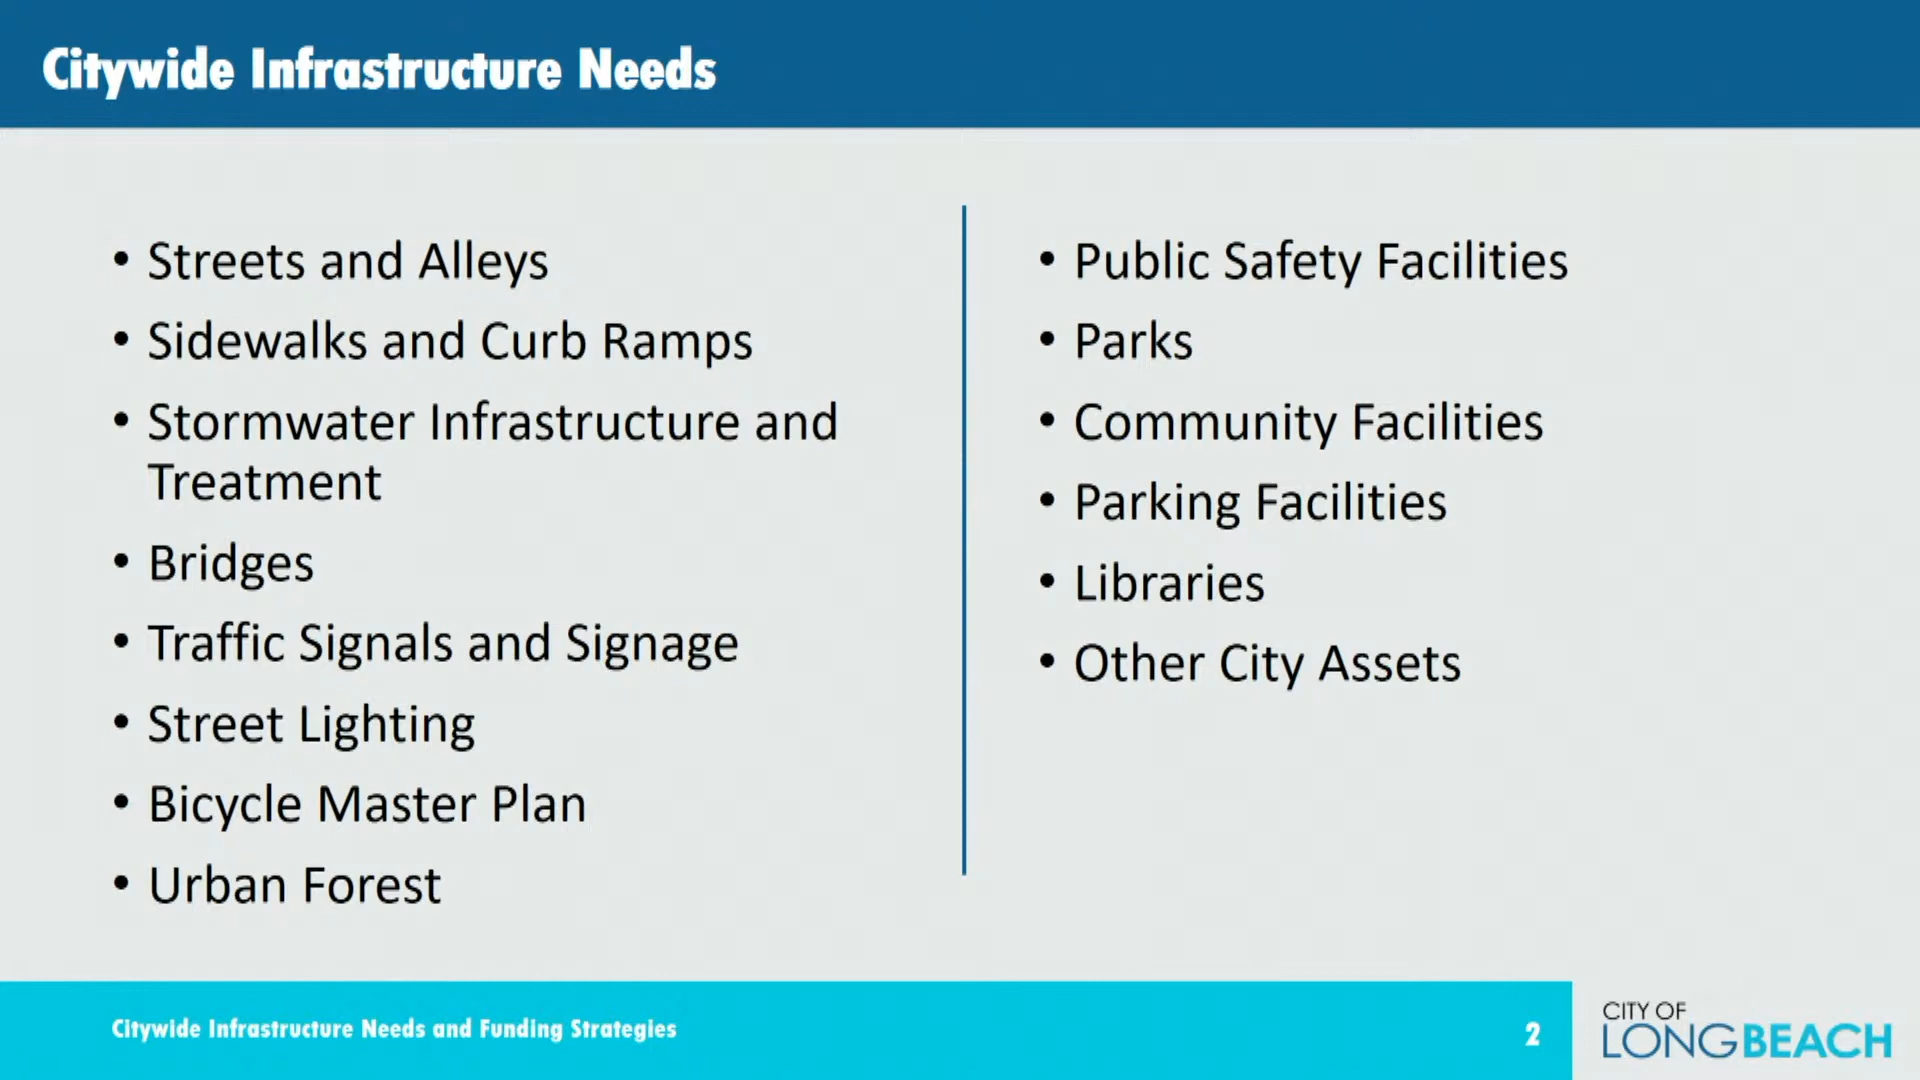 Citywide Infrastructure Needs
• Streets and Alleys
• Sidewalks and Curb Ramps
• Stormwater Infrastructure and
Treatment
• Bridges
• Traffic Signals and Signage
• Street Lighting
• Bicycle Master Plan
• Urban Forest
• Public Safety Facilities
• Parks
• Community Facilities
• Parking Facilities
• Libraries
• Other City Assets
Citywide Infrastructure Needs and Funding Strategies
2
CITY OF
LONGBEACH